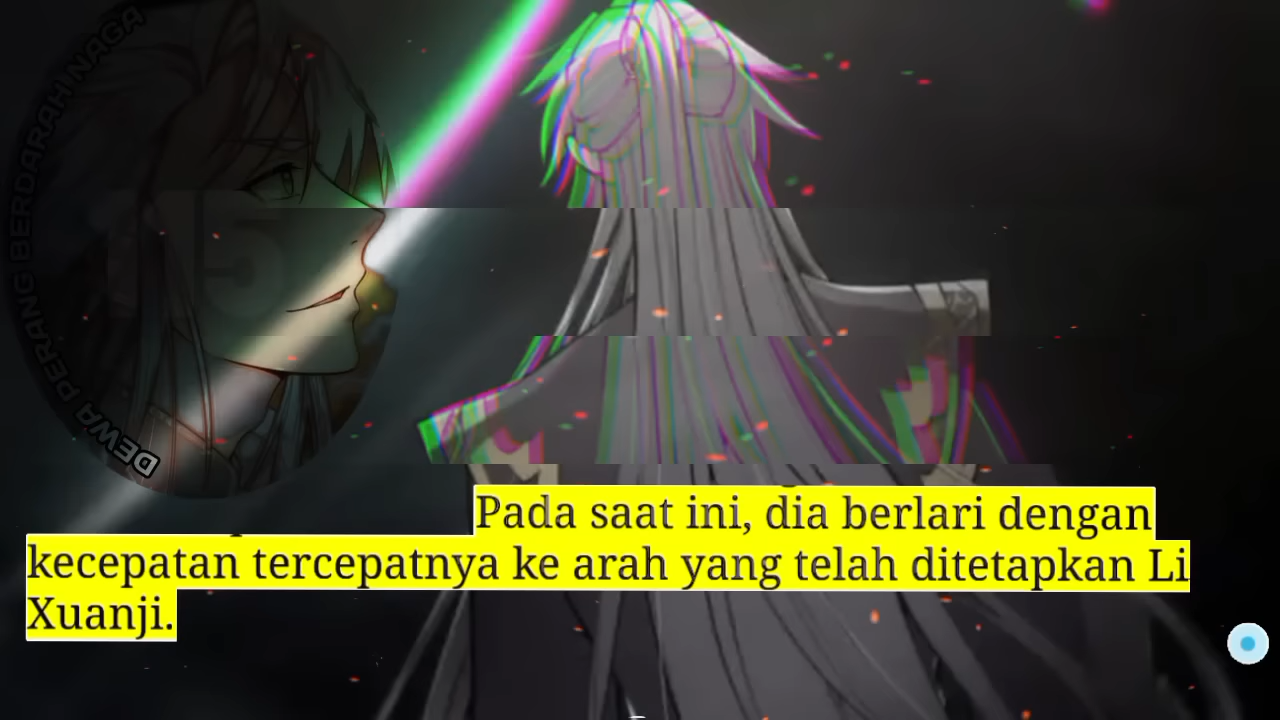 DEWA PERANG BERDARAH NAGA
Pada saat ini, dia berlari dengan
kecepatan tercepatnya ke arah yang telah ditetapkan Li
Xuanji.